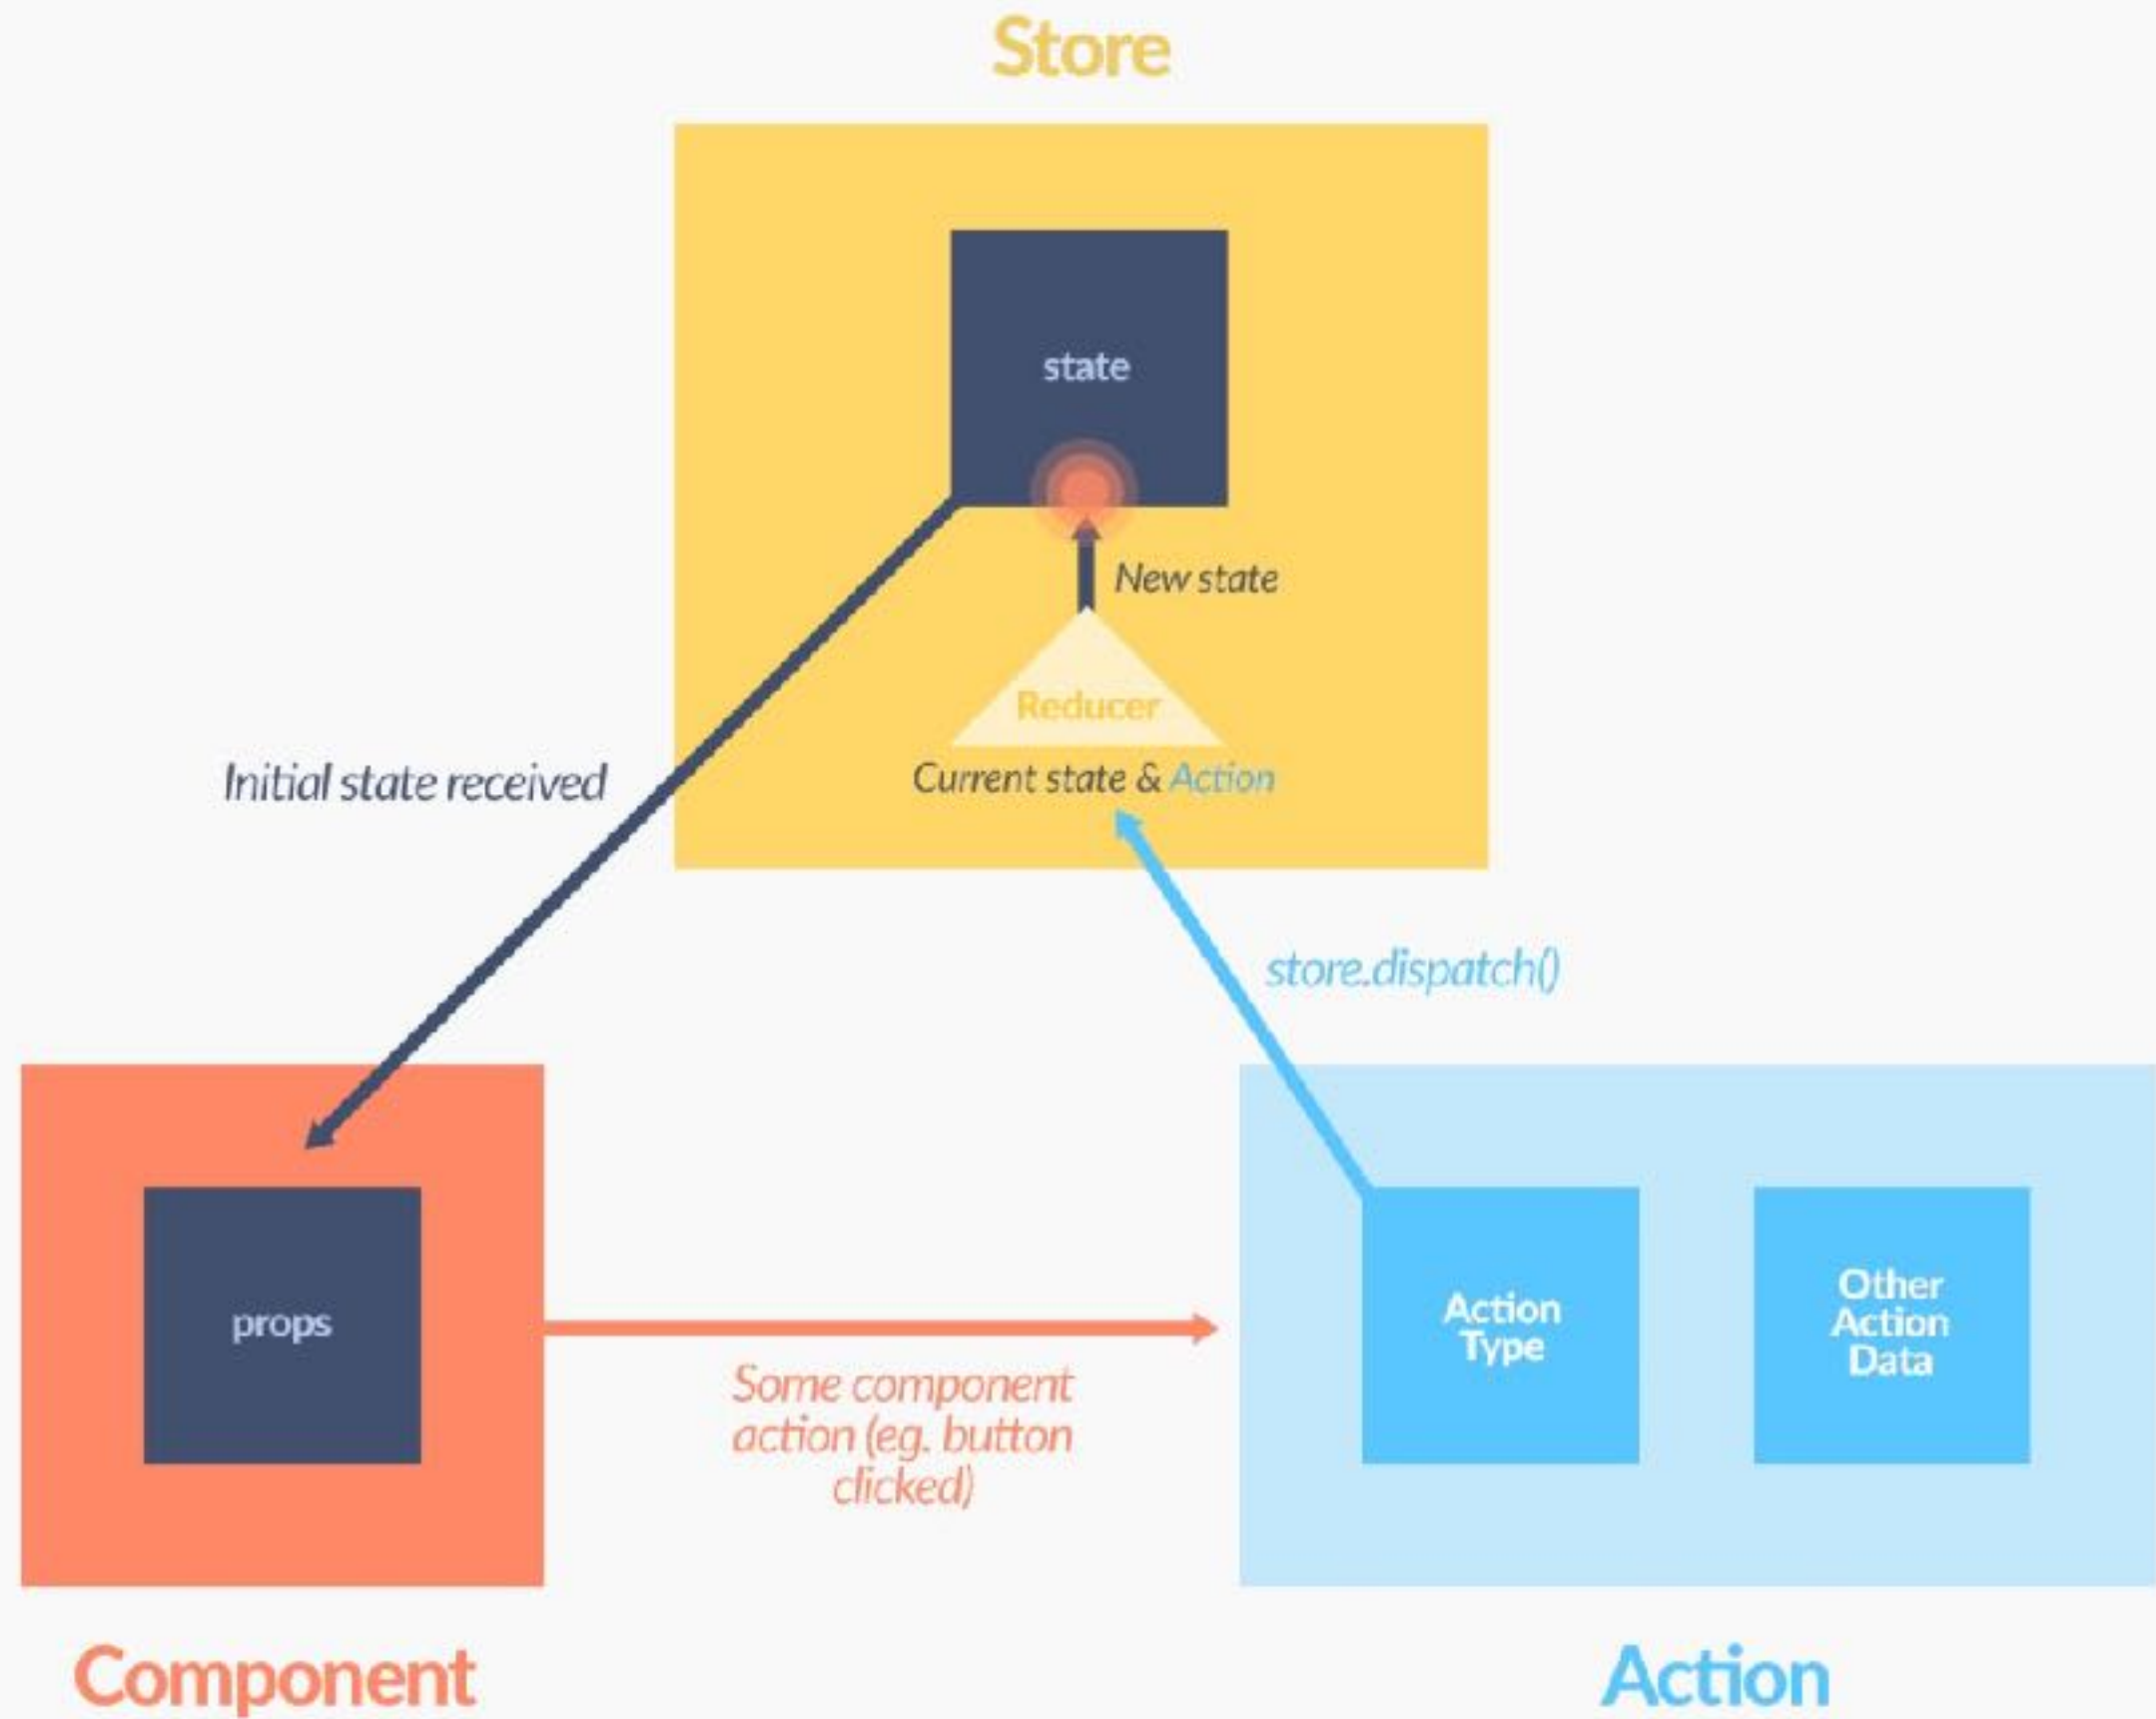 Store
state
New state
Reducer
Current state & Action
Initial state received
store.dispatch()
props
Some component
action (eg. button
clicked)
Action
Type
Other
Action
Data
Component
Action